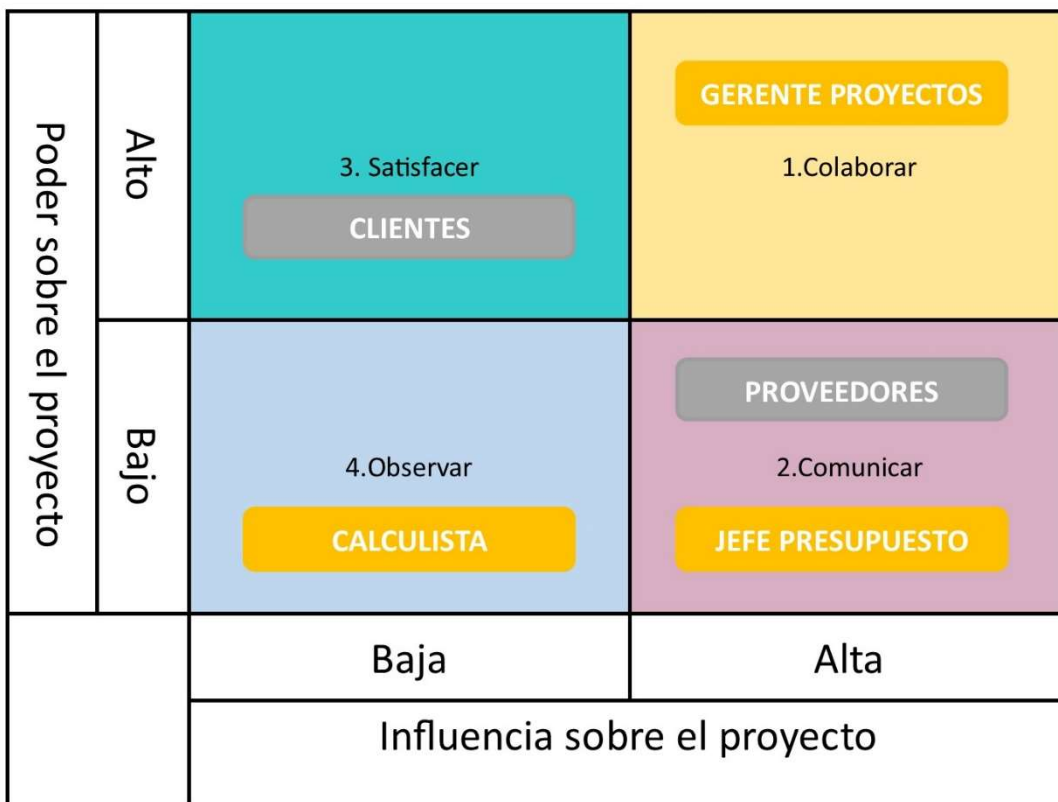 Poder sobre el proyecto
Alto
3. Satisfacer
CLIENTES
GERENTE PROYECTOS
1.Colaborar
Bajo
4.Observar
CALCULISTA
PROVEEDORES
2.Comunicar
JEFE PRESUPUESTO
Baja
Alta
Influencia sobre el proyecto